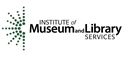 INSTITUTE of
Museum and Library
SERVICES